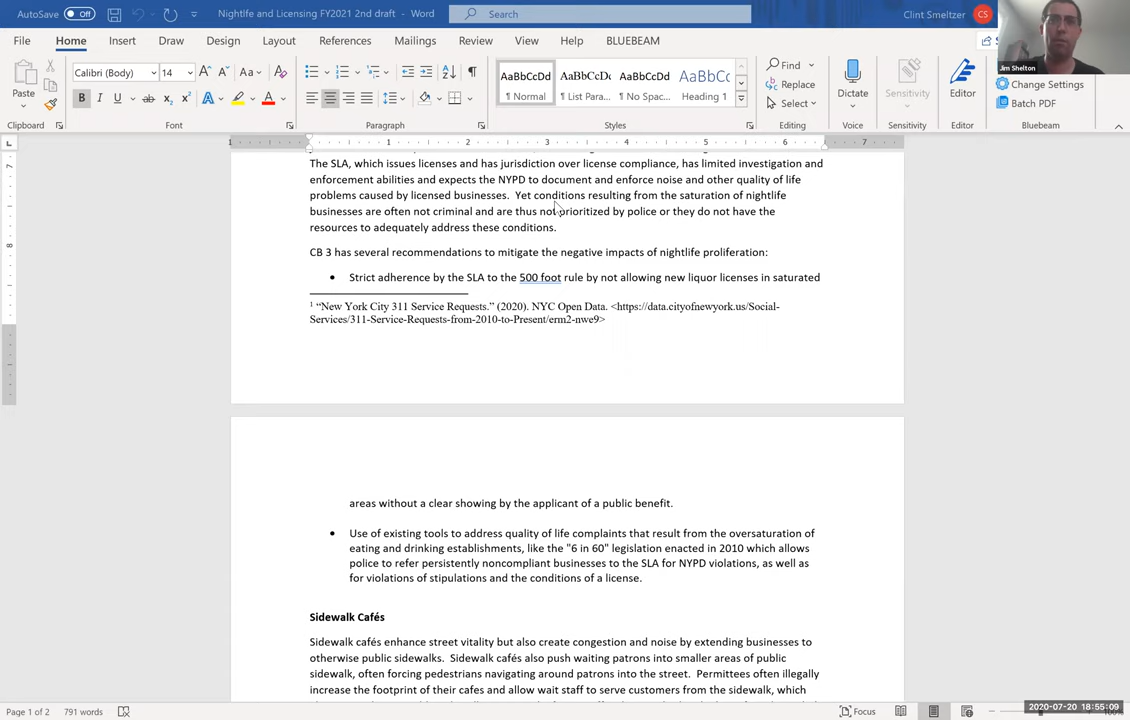 AutoSave Off Nightlfe and Licensing FY2021 2nd draft - Word Search Clint Smeltzer CS
File Home Insert Draw Design Layout References Mailings Review View Help BLUEBEAM
Jim Shelton
Paste Calibri (Body) 14 Aa A
B I U ab x₂ x² A A
AaBbCcDd AaBbCcDc AaBbCcDd AaBbCc
¶ Normal ¶ List Para... ¶ No Spac... Heading 1
Find
Replace
Select
Dictate Sensitivity Editor
Change Settings
Batch PDF
Clipboard Font Paragraph Styles Editing Voice Sensitivity Editor Bluebeam
1 1 2 3 4 5 6 7
The SLA, which issues licenses and has jurisdiction over license compliance, has limited investigation and
enforcement abilities and expects the NYPD to document and enforce noise and other quality of life
problems caused by licensed businesses. Yet conditions resulting from the saturation of nightlife
businesses are often not criminal and are thus not prioritized by police or they do not have the
resources to adequately address these conditions.
CB 3 has several recommendations to mitigate the negative impacts of nightlife proliferation:
• Strict adherence by the SLA to the 500 foot rule by not allowing new liquor licenses in saturated
1 “New York City 311 Service Requests.” (2020). NYC Open Data. <https://data.cityofnewyork.us/Social-
Services/311-Service-Requests-from-2010-to-Present/erm2-nwe9>
areas without a clear showing by the applicant of a public benefit.
• Use of existing tools to address quality of life complaints that result from the oversaturation of
eating and drinking establishments, like the "6 in 60" legislation enacted in 2010 which allows
police to refer persistently noncompliant businesses to the SLA for NYPD violations, as well as
for violations of stipulations and the conditions of a license.
Sidewalk Cafés
Sidewalk cafés enhance street vitality but also create congestion and noise by extending businesses to
otherwise public sidewalks. Sidewalk cafés also push waiting patrons into smaller areas of public
sidewalk, often forcing pedestrians navigating around patrons into the street. Permittees often illegally
increase the footprint of their cafes and allow wait staff to serve customers from the sidewalk, which
Page 1 of 2 791 words Focus
2020-07-20 18:55:09